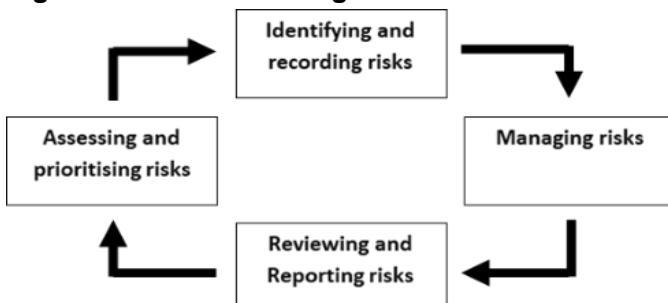 Identifying and
recording risks
Assessing and
prioritising risks
Managing risks
Reviewing and
Reporting risks